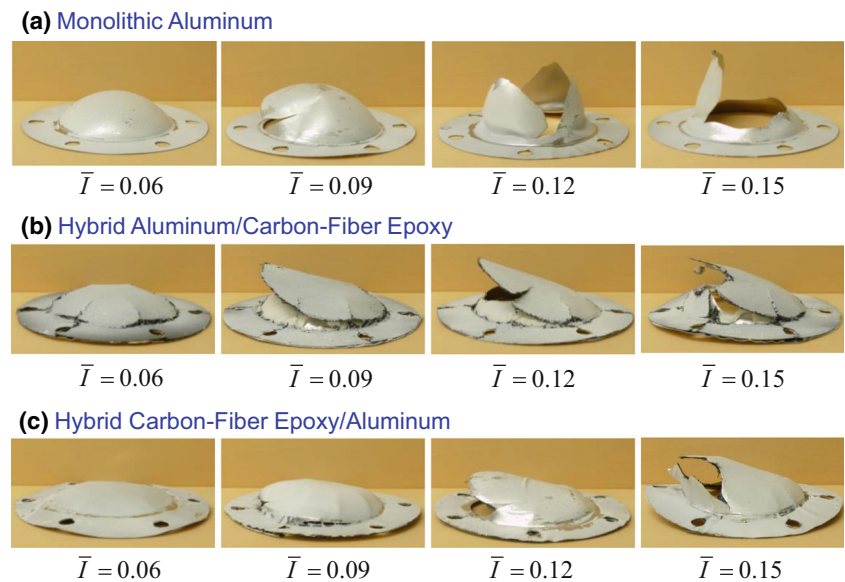 (a) Monolithic Aluminum
I̅ = 0.06 I̅ = 0.09 I̅ = 0.12 I̅ = 0.15
(b) Hybrid Aluminum/Carbon-Fiber Epoxy
I̅ = 0.06 I̅ = 0.09 I̅ = 0.12 I̅ = 0.15
(c) Hybrid Carbon-Fiber Epoxy/Aluminum
I̅ = 0.06 I̅ = 0.09 I̅ = 0.12 I̅ = 0.15